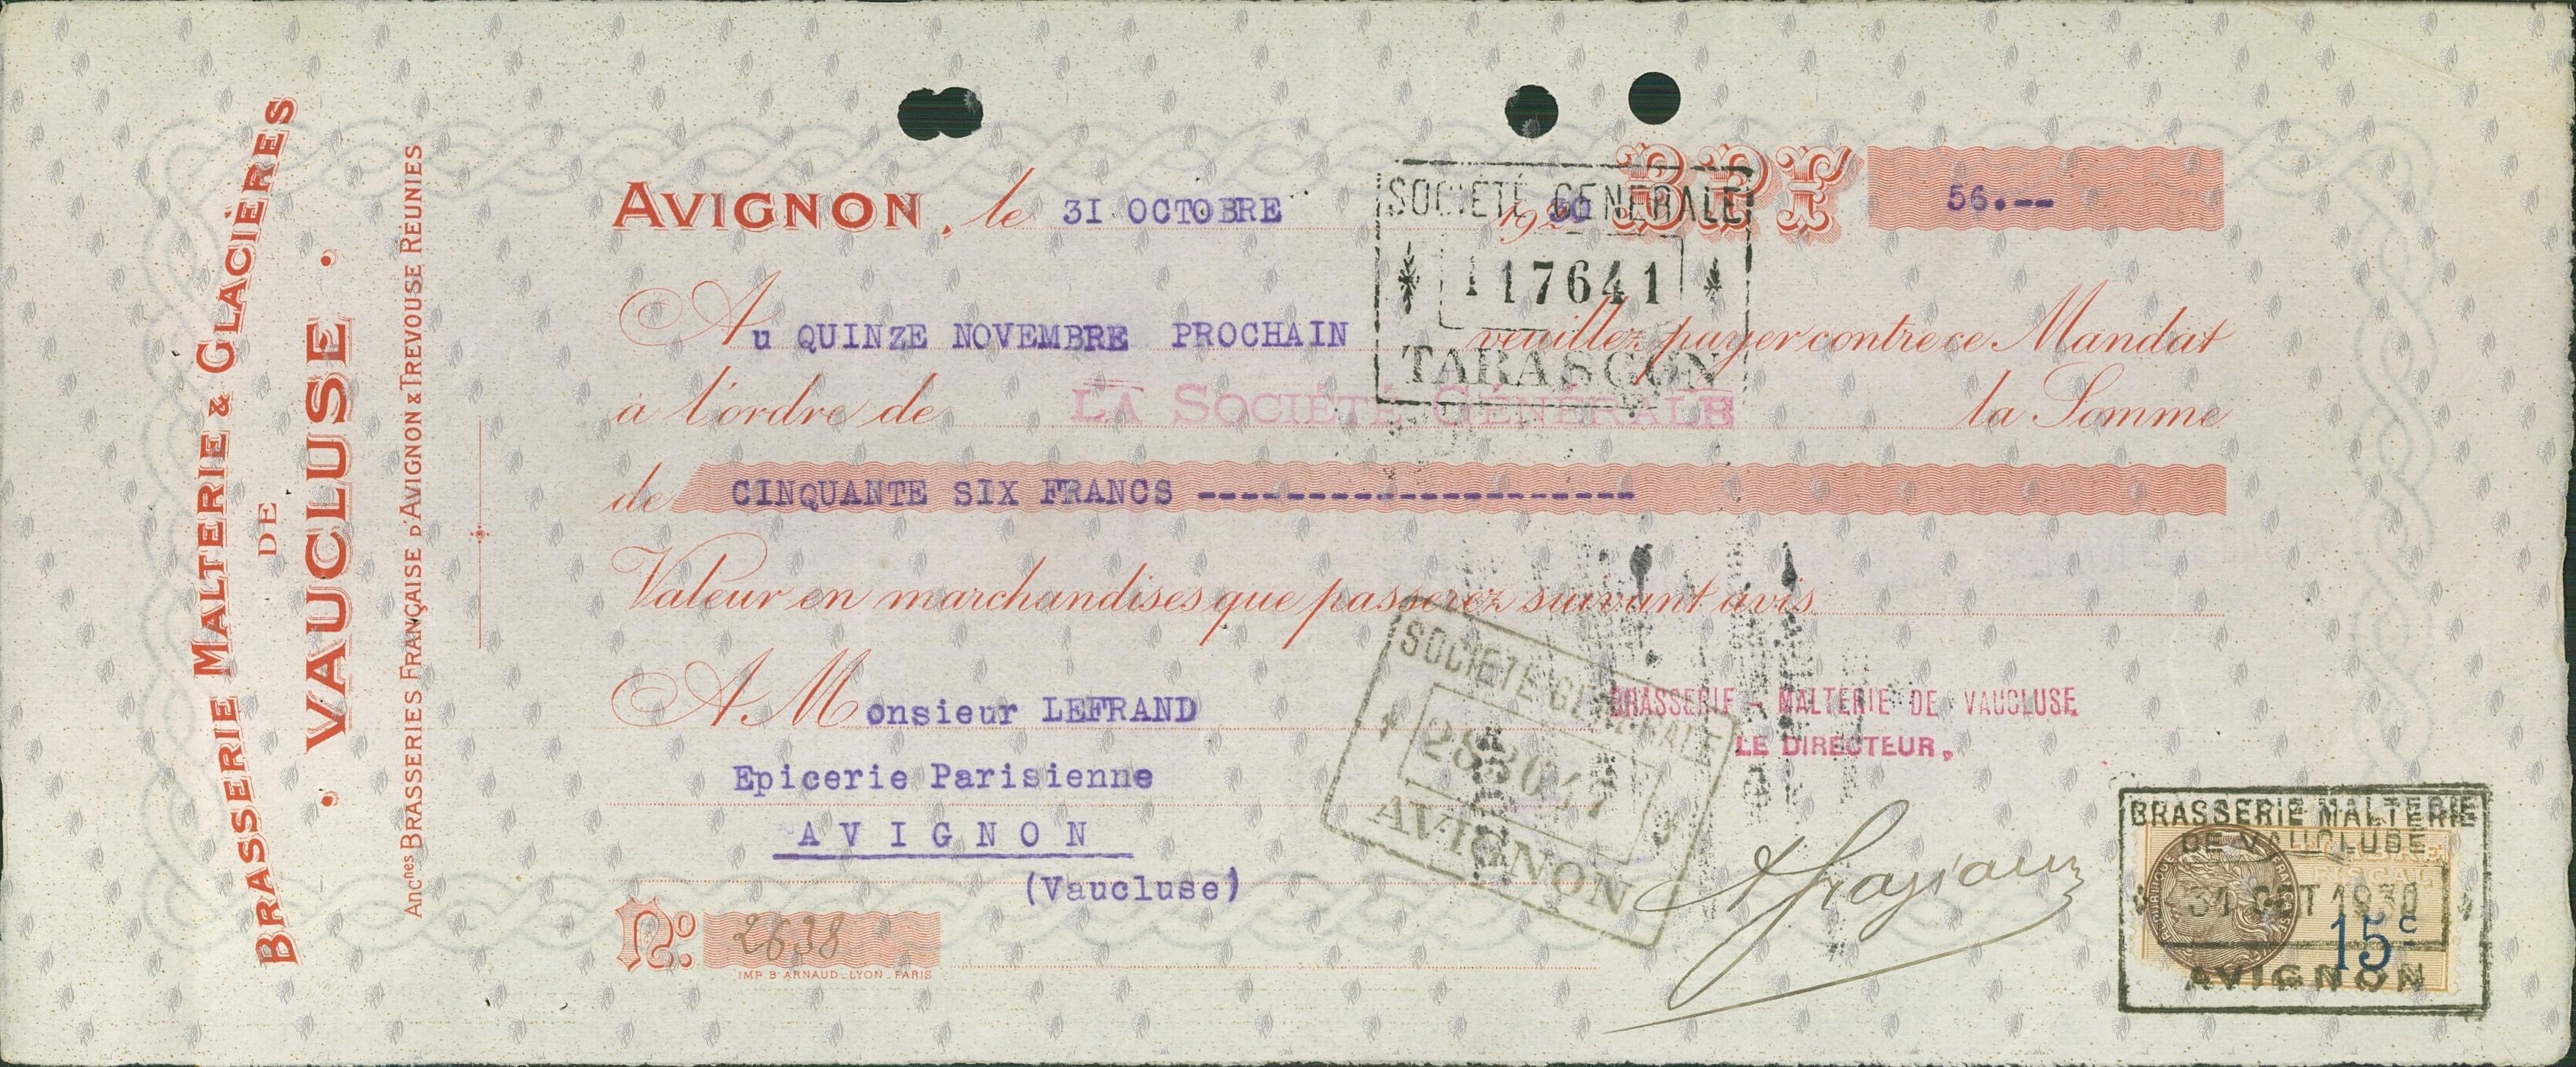 BRASSERIE MALTERIE & GLACIÈRES
DE
• VAUCLUSE •
Ancnes BRASSERIES FRANÇAISE D'AVIGNON & TREVOUSE RÉUNIES
AVIGNON, le 31 OCTOBRE 1930 BPF 56.--
SOCIÉTÉ GÉNÉRALE
117641
TARASCON
Au QUINZE NOVEMBRE PROCHAIN veuillez payer contre ce Mandat
à l'ordre de LA SOCIÉTÉ GÉNÉRALE la Somme
de CINQUANTE SIX FRANCS --------------------
Valeur en marchandises que passerez suivant avis
A Monsieur LEFRAND
Epicerie Parisienne
AVIGNON
(Vaucluse)
SOCIÉTÉ GÉNÉRALE
AVIGNON
BRASSERIE - MALTERIE DE VAUCLUSE
LE DIRECTEUR,
BRASSERIE MALTERIE
DE VAUCLUSE
31 OCT 1930
15c
AVIGNON
No: 2638
IMP. B. ARNAUD - LYON - PARIS